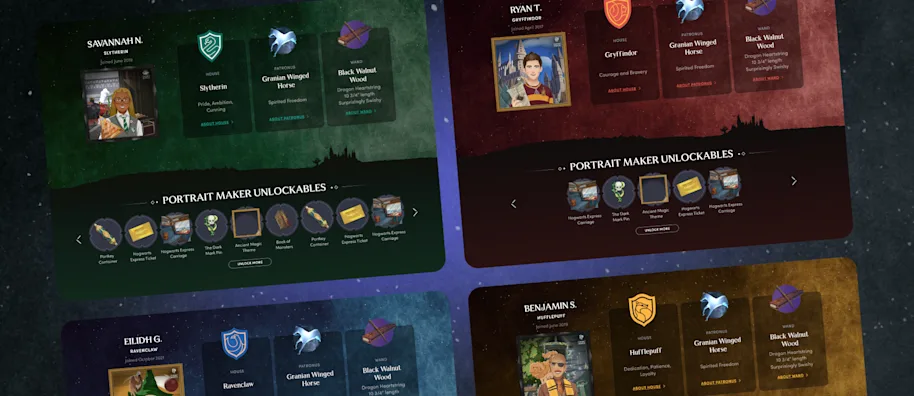 SAVANNAH N.
SLYTHERIN
Joined June 2015
HOUSE
Slytherin
Pride, Ambition,
Cunning
ABOUT HOUSE
PATRONUS
Granian Winged
Horse
Spirited Freedom
ABOUT PATRONUS
WAND
Black Walnut
Wood
Dragon Heartstring
10 3/4" length
Surprisingly Swishy
ABOUT WAND
PORTRAIT MAKER UNLOCKABLES
Portkey
Container
Hogwarts
Express Ticket
Hogwarts Express
Carriage
The Dark
Mark Pin
Ancient Magic
Theme
Book of
Monsters
Portkey
Container
Hogwarts
Express Ticket
Hogwarts Express
Carriage
UNLOCK MORE
RYAN T.
GRYFFINDOR
Joined April 2017
HOUSE
Gryffindor
Courage and Bravery
ABOUT HOUSE
PATRONUS
Granian Winged
Horse
Spirited Freedom
ABOUT PATRONUS
WAND
Black Walnut
Wood
Dragon Heartstring
10 3/4" length
Surprisingly Swishy
ABOUT WAND
PORTRAIT MAKER UNLOCKABLES
Hogwarts Express
Carriage
The Dark
Mark Pin
Ancient Magic
Theme
Hogwarts
Express Ticket
Hogwarts Express
Carriage
UNLOCK MORE
EILIDH G.
RAVENCLAW
Joined October 2021
HOUSE
Ravenclaw
PATRONUS
Granian Winged
Horse
WAND
Black Walnut
Wood
Dragon Heartstring
10 3/4" length
BENJAMIN S.
HUFFLEPUFF
HOUSE
Hufflepuff
Dedication, Patience,
Loyalty
ABOUT HOUSE
PATRONUS
Granian Winged
Horse
Spirited Freedom
ABOUT PATRONUS
WAND
Black Walnut
Wood
Dragon Heartstring
10 3/4" length
Surprisingly Swishy
ABOUT WAND